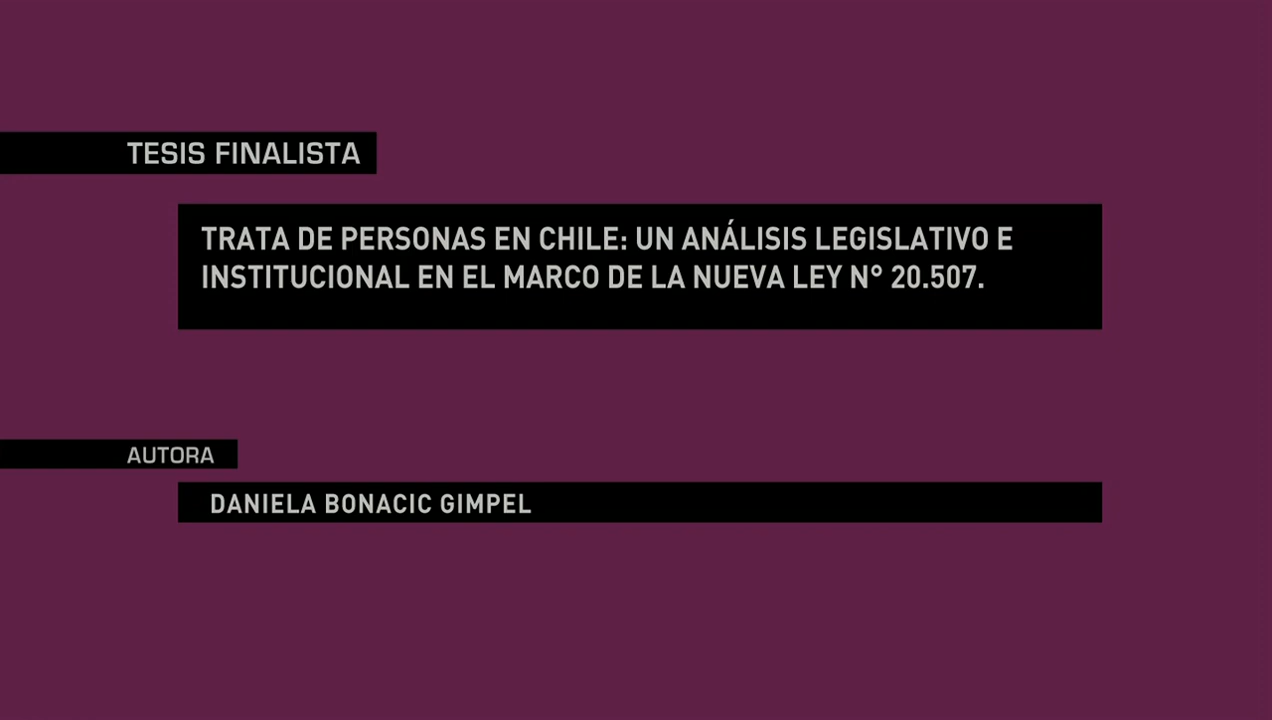 TESIS FINALISTA
TRATA DE PERSONAS EN CHILE: UN ANÁLISIS LEGISLATIVO E
INSTITUCIONAL EN EL MARCO DE LA NUEVA LEY N° 20.507.
AUTORA
DANIELA BONACIC GIMPEL